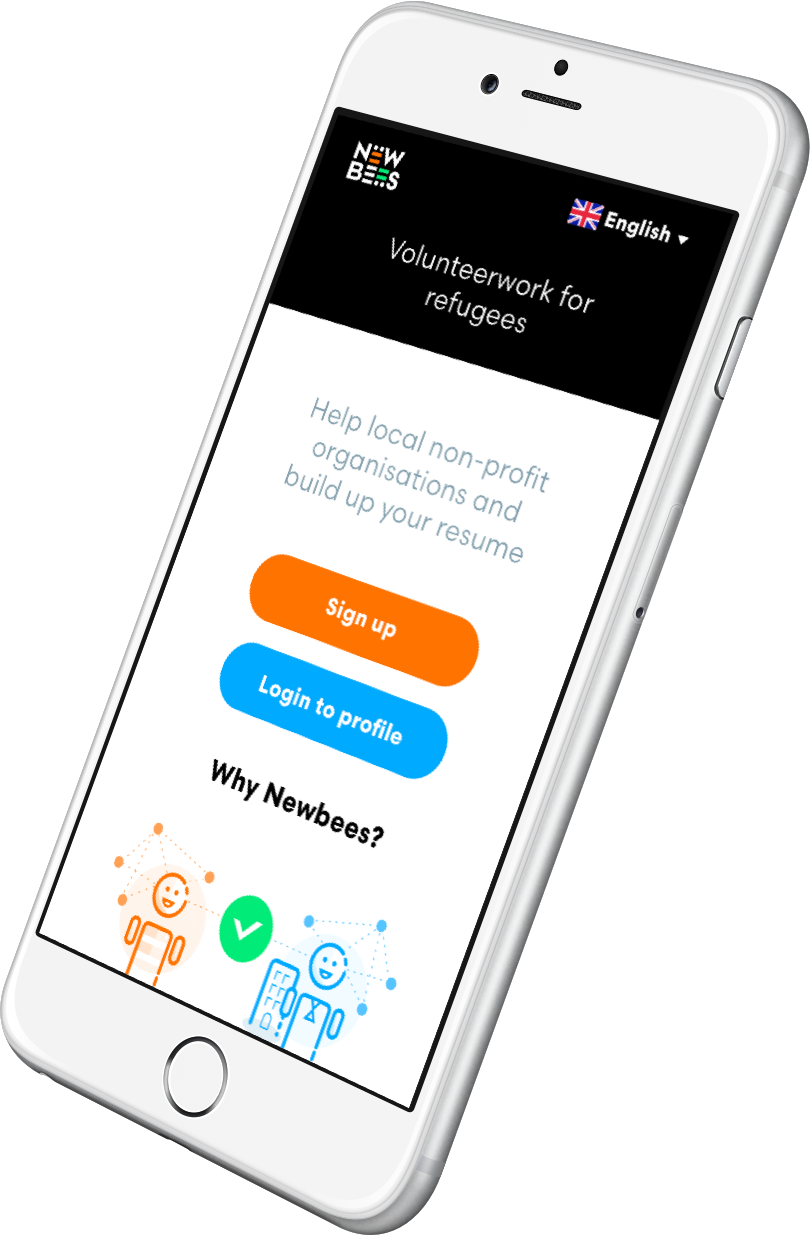 NEW
BEES
English
Volunteerwork for
refugees
Help local non-profit
organisations and
build up your resume
Sign up
Login to profile
Why Newbees?